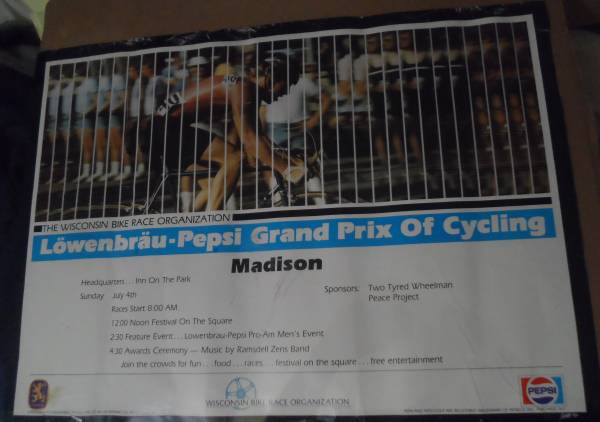 THE WISCONSIN BIKE RACE ORGANIZATION
Löwenbräu-Pepsi Grand Prix Of Cycling
Madison
Headquarters . . . Inn On The Park
Sunday July 4th
Races Start 8:00 AM
12:00 Noon Festival On The Square
2:30 Feature Event . . . Lowenbrau-Pepsi Pro-Am Men's Event
4:30 Awards Ceremony — Music by Ramsdell Zens Band
Join the crowds for fun . . . food . . . races . . . festival on the square . . . free entertainment
Sponsors: Two Tyred Wheelman
Peace Project
WISCONSIN BIKE RACE ORGANIZATION
PEPSI